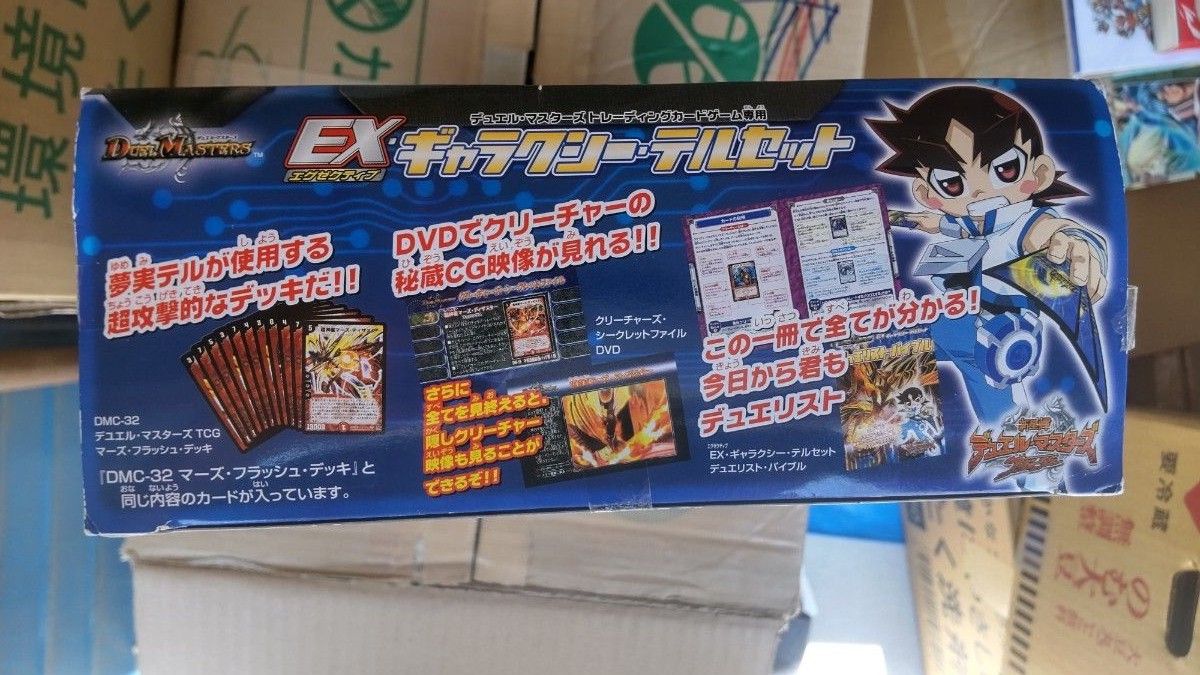 DUEL MASTERS™
デュエル・マスターズ トレーディングカードゲーム専用
EX
エグゼクティブ
ギャラクシー・テルセット
夢実テルが使用する
超攻撃的なデッキだ!!
DMC-32
デュエル・マスターズ TCG
マーズ・フラッシュ・デッキ
『DMC-32 マーズ・フラッシュ・デッキ』と
同じ内容のカードが入っています。
DVDでクリーチャーの
秘蔵CG映像が見れる!!
クリーチャーズ・
シークレットファイル
DVD
さらに
全てを見終えると、
隠しクリーチャー
映像も見ることが
できるぞ!!
この一冊で全てが分かる!
今日から君も
デュエリスト
EX・ギャラクシー・テルセット
デュエリスト・バイブル
デュエル・マスターズ
環境
要冷蔵